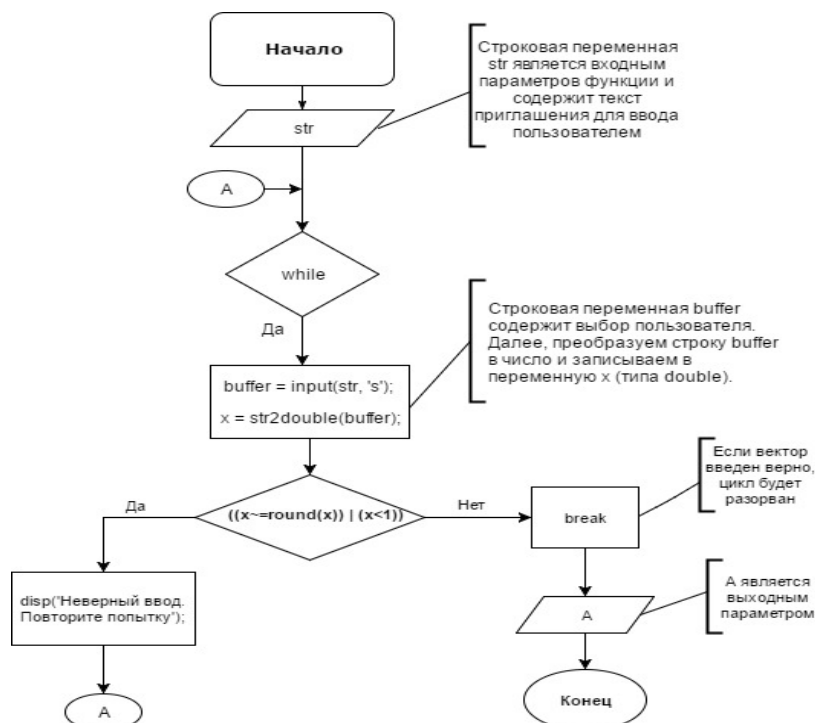 Начало
Строковая переменная
str является входным
параметров функции и
содержит текст
приглашения для ввода
пользователем
str
A
while
Да
Строковая переменная buffer
содержит выбор пользователя.
Далее, преобразуем строку buffer
в число и записываем в
переменную x (типа double).
buffer = input(str, 's');
x = str2double(buffer);
Если вектор
введен верно,
цикл будет
разорван
Да
((x~=round(x)) | (x<1))
Нет
break
disp('Неверный ввод.
Повторите попытку');
А является
выходным
параметром
A
A
Конец